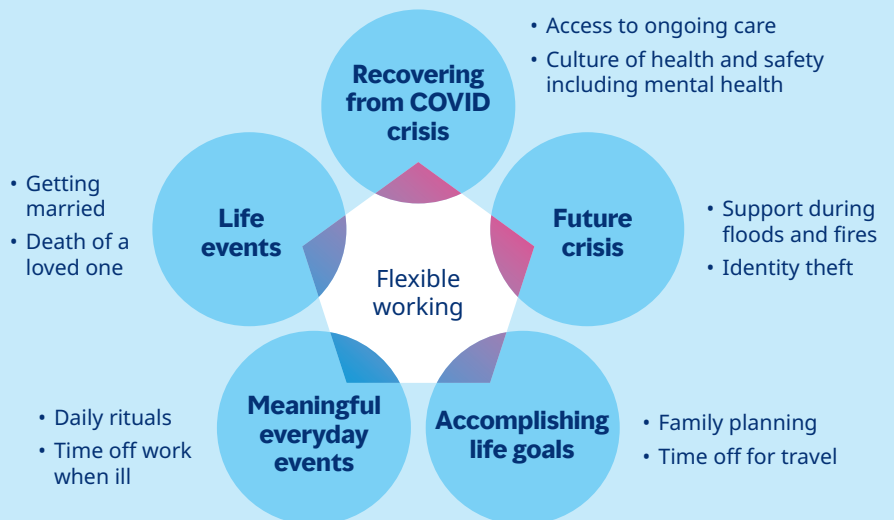 Recovering
from COVID
crisis
• Access to ongoing care
• Culture of health and safety
including mental health
Future
crisis
• Support during
floods and fires
• Identity theft
Accomplishing
life goals
• Family planning
• Time off for travel
Meaningful
everyday
events
• Daily rituals
• Time off work
when ill
Life
events
• Getting
married
• Death of a
loved one
Flexible
working